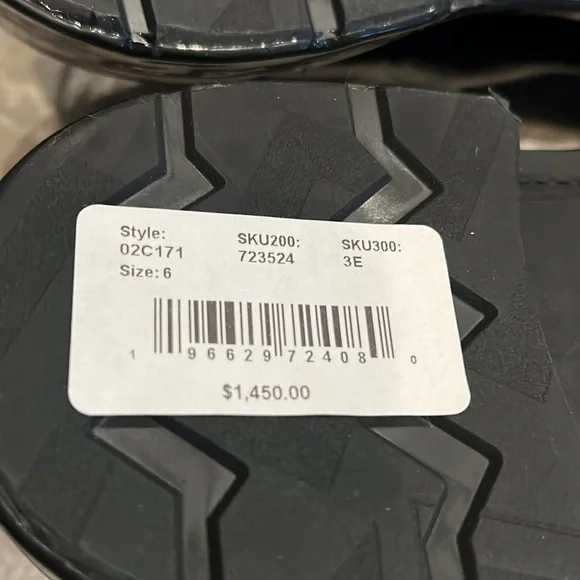 Style: SKU200: SKU300:
02C171 723524 3E
Size: 6
1 96629 72408 0
$1,450.00